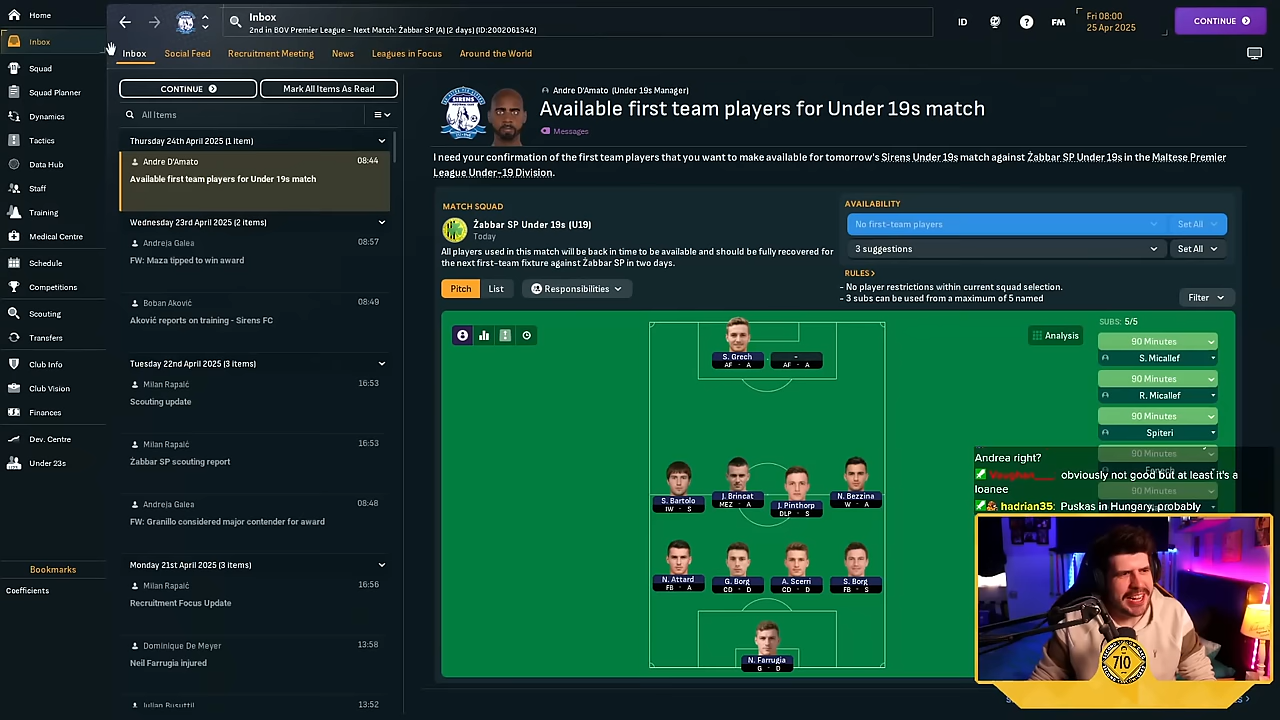 Home
Inbox
Squad
Squad Planner
Dynamics
Tactics
Data Hub
Staff
Training
Medical Centre
Schedule
Competitions
Scouting
Transfers
Club Info
Club Vision
Finances
Dev. Centre
Under 23s
Bookmarks
Coefficients
Inbox
2nd in BOV Premier League - Next Match: Żabbar SP (A) (2 days) (ID:2002061342)
ID
?
FM
Fri 08:00
25 Apr 2025
CONTINUE
Inbox
Social Feed
Recruitment Meeting
News
Leagues in Focus
Around the World
CONTINUE
Mark All Items As Read
All Items
Thursday 24th April 2025 (1 Item)
Andre D'Amato
08:44
Available first team players for Under 19s match
Wednesday 23rd April 2025 (2 items)
Andreja Galea
08:57
FW: Maza tipped to win award
Boban Aković
08:49
Aković reports on training - Sirens FC
Tuesday 22nd April 2025 (3 items)
Milan Rapaić
16:53
Scouting update
Milan Rapaić
16:53
Żabbar SP scouting report
Andreja Galea
08:48
FW: Granillo considered major contender for award
Monday 21st April 2025 (3 items)
Milan Rapaić
16:56
Recruitment Focus Update
Dominique De Meyer
13:58
Neil Farrugia injured
Julian Busuttil
13:52
Andre D'Amato (Under 19s Manager)
Available first team players for Under 19s match
Messages
I need your confirmation of the first team players that you want to make available for tomorrow's Sirens Under 19s match against Żabbar SP Under 19s in the Maltese Premier
League Under-19 Division.
MATCH SQUAD
Żabbar SP Under 19s (U19)
Today
All players used in this match will be back in time to be available and should be fully recovered for
the next first-team fixture against Żabbar SP in two days.
Pitch
List
Responsibilities
AVAILABILITY
No first-team players
Set All
3 suggestions
Set All
RULES >
- No player restrictions within current squad selection.
- 3 subs can be used from a maximum of 5 named
Filter
Analysis
S. Grech
AF - A
-
AF - A
S. Bartolo
IW - S
J. Brincat
MEZ - A
J. Pinthorp
DLP - S
N. Bezzina
W - A
N. Attard
FB - A
G. Borg
CD - D
A. Scerri
CD - D
S. Borg
FB - S
N. Farrugia
G - D
SUBS: 5/5
90 Minutes
S. Micallef
90 Minutes
R. Micallef
90 Minutes
Spiteri
90 Minutes
90 Minutes
Andrea right?
obviously not good but at least it's a
loanee
hadrian35: Puskas in Hungary, probably
710